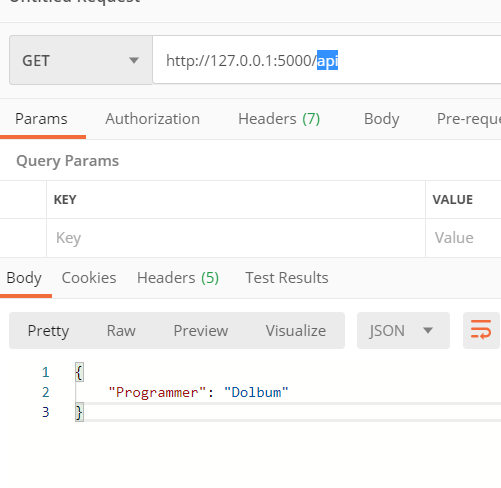 Untitled Request
GET http://127.0.0.1:5000/api
Params Authorization Headers (7) Body Pre-reque
Query Params
KEY VALUE
Key Value
Body Cookies Headers (5) Test Results
Pretty Raw Preview Visualize JSON
1 {
2 "Programmer": "Dolbum"
3 }